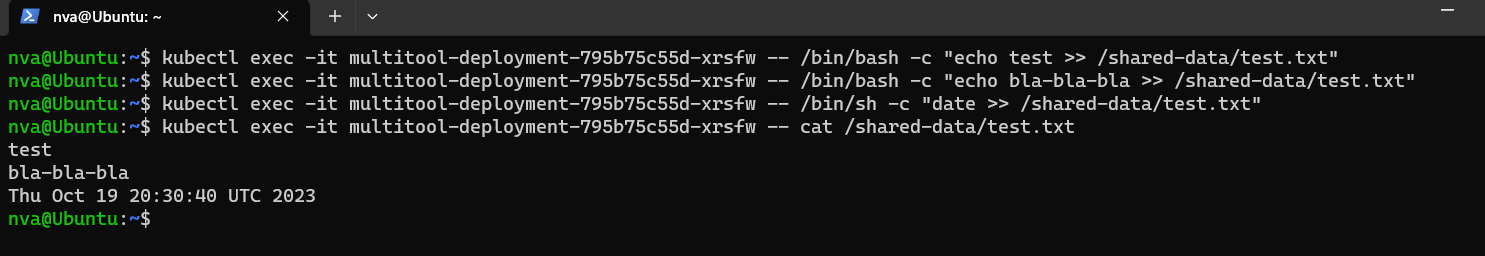 nva@Ubuntu: ~
nva@Ubuntu:~$ kubectl exec -it multitool-deployment-795b75c55d-xrsfw -- /bin/bash -c "echo test >> /shared-data/test.txt"
nva@Ubuntu:~$ kubectl exec -it multitool-deployment-795b75c55d-xrsfw -- /bin/bash -c "echo bla-bla-bla >> /shared-data/test.txt"
nva@Ubuntu:~$ kubectl exec -it multitool-deployment-795b75c55d-xrsfw -- /bin/sh -c "date >> /shared-data/test.txt"
nva@Ubuntu:~$ kubectl exec -it multitool-deployment-795b75c55d-xrsfw -- cat /shared-data/test.txt
test
bla-bla-bla
Thu Oct 19 20:30:40 UTC 2023
nva@Ubuntu:~$